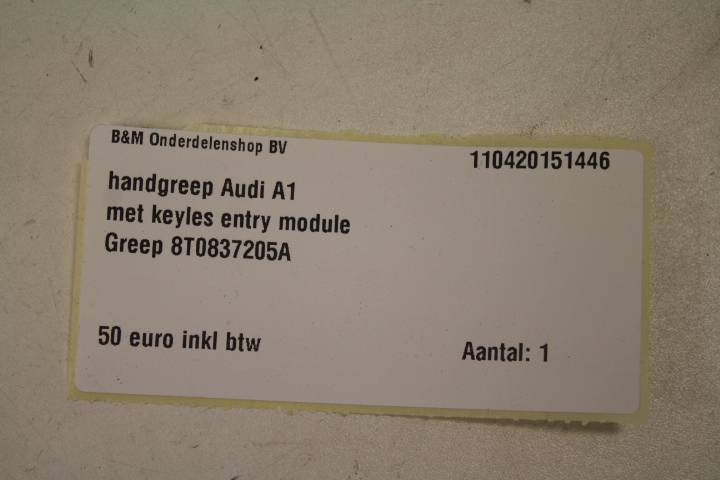 B&M Onderdelenshop BV
110420151446
handgreep Audi A1
met keyles entry module
Greep 8T0837205A
50 euro inkl btw
Aantal: 1